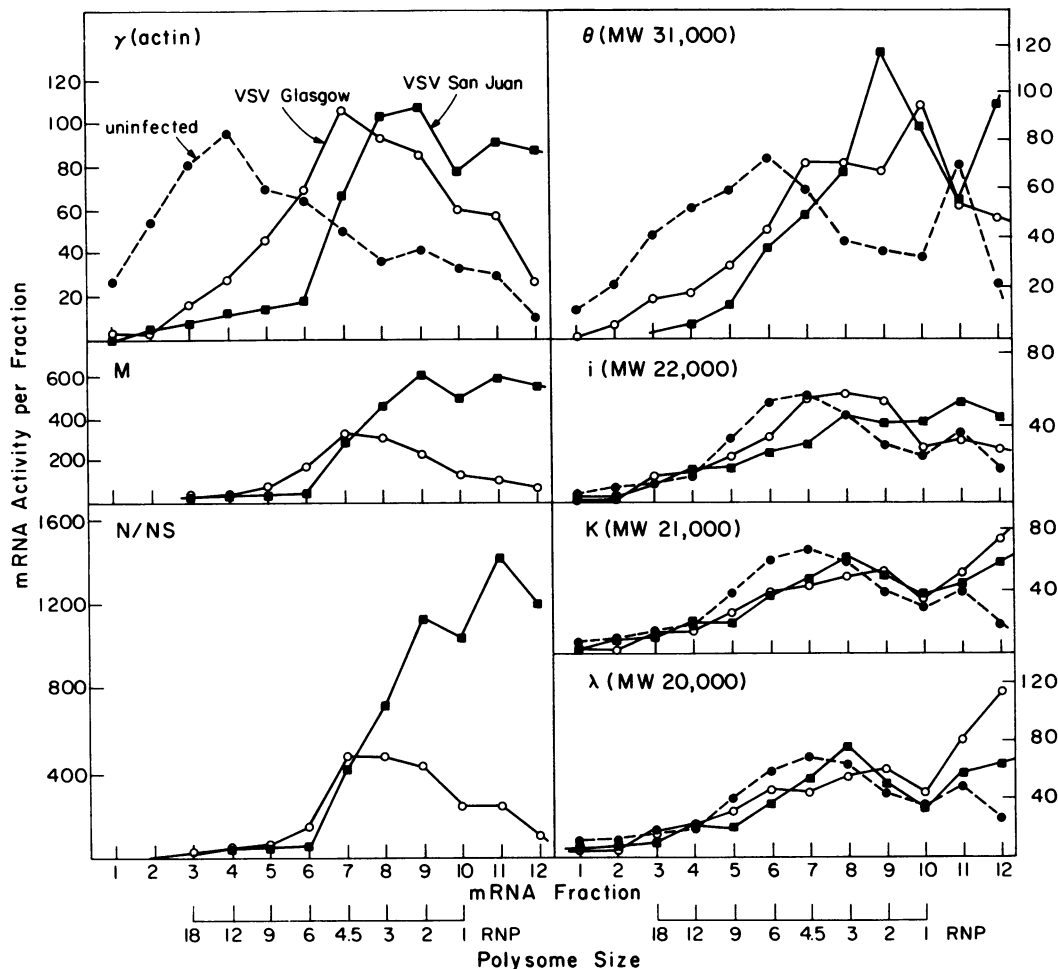 γ (actin)
VSV Glasgow
VSV San Juan
uninfected
120
100
80
60
40
20
θ (MW 31,000)
120
100
80
60
40
20
M
600
400
200
i (MW 22,000)
80
40
N/NS
1600
1200
800
400
K (MW 21,000)
80
40
λ (MW 20,000)
120
80
40
mRNA Activity per Fraction
1 2 3 4 5 6 7 8 9 10 11 12
1 2 3 4 5 6 7 8 9 10 11 12
mRNA Fraction
18 12 9 6 4.5 3 2 1 RNP
18 12 9 6 4.5 3 2 1 RNP
Polysome Size